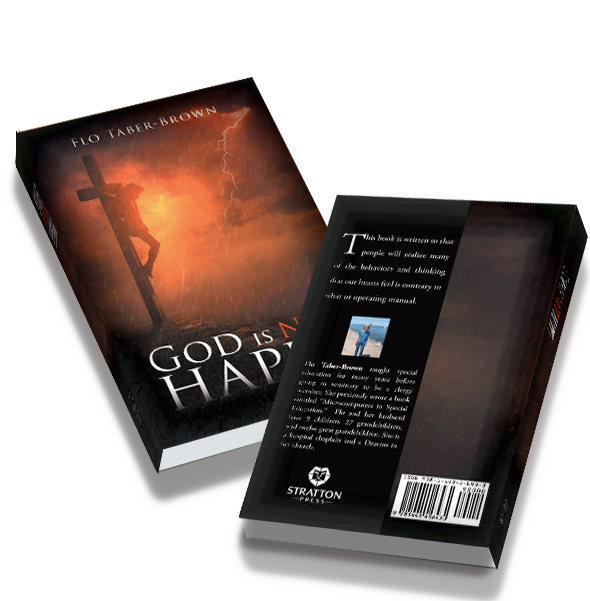 FLO TABER-BROWN
GOD IS N
HAP
This book is written so that
people will realize many
of the behaviors and thinking
that our hearts feel is contrary to
what is operating manual.
Flo Taber-Brown taught special
education for many years before
going to seminary to be a clergy
member. She previously wrote a book
entitled "Microcomputers in Special
Education." Flo and her husband
have 5 children, 27 grandchildren,
and twelve great grandchildren. She is
a hospital chaplain and a Deacon in
her church.
STRATTON
PRESS
ISBN